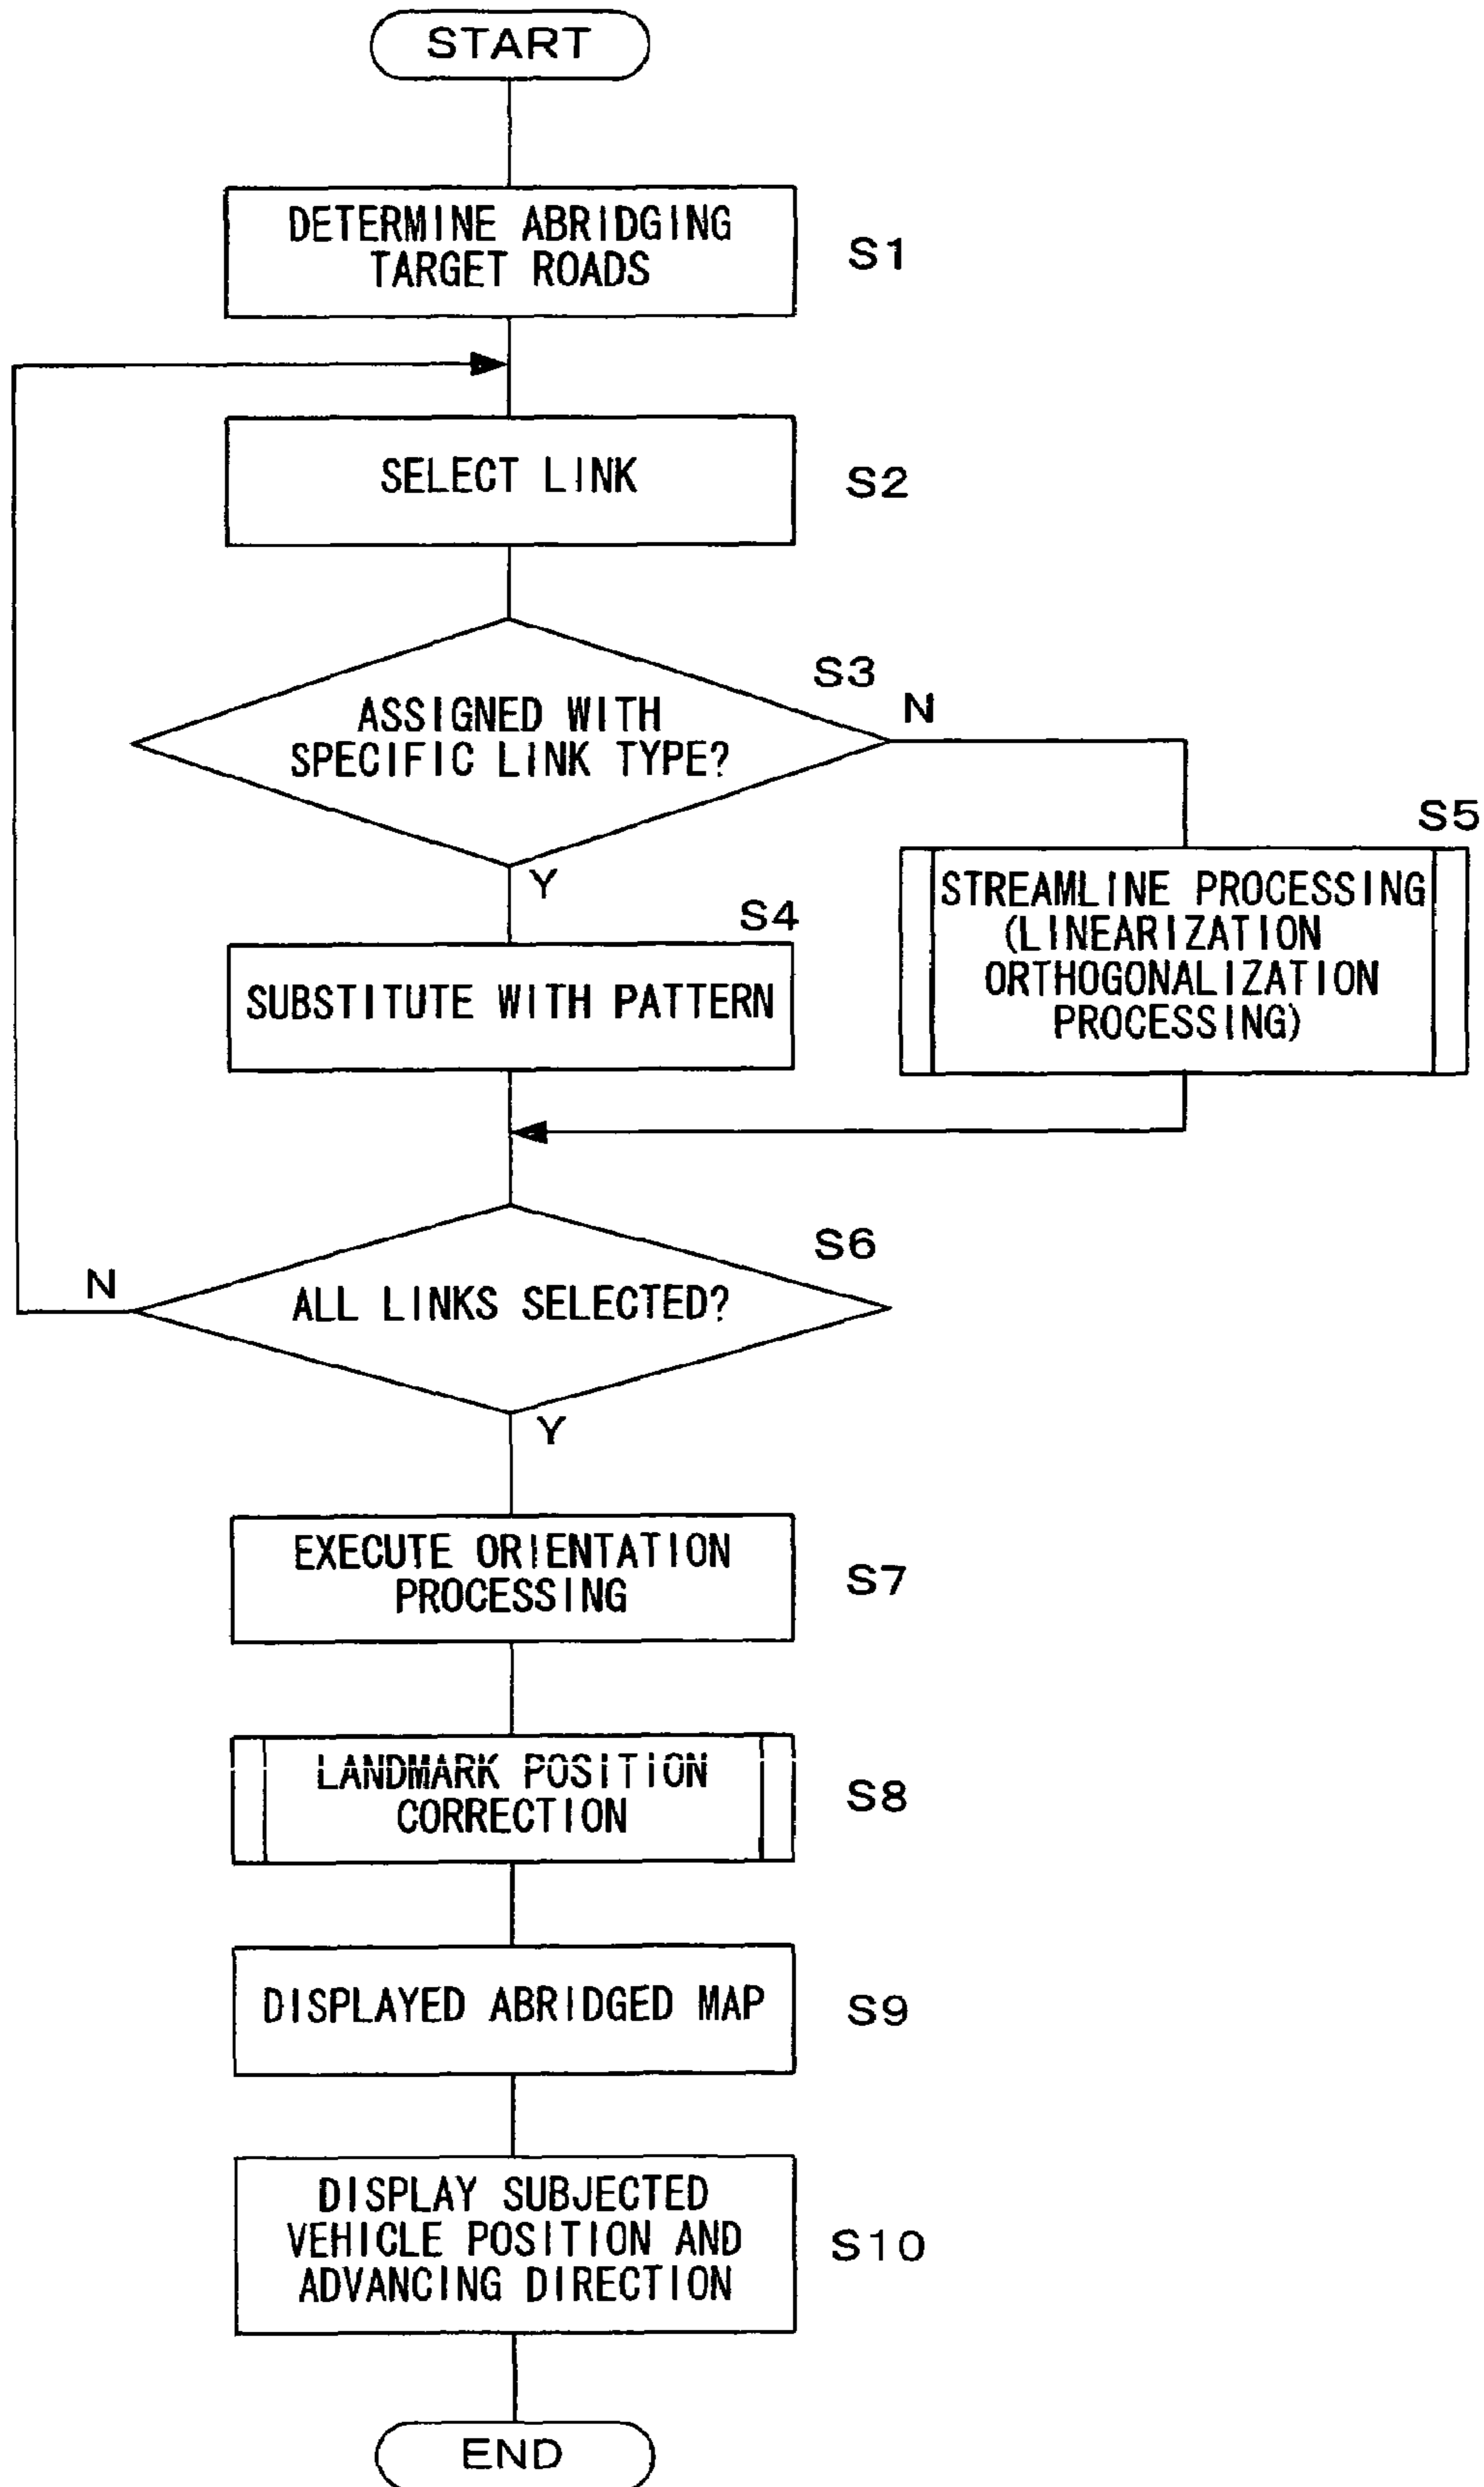 START
DETERMINE ABRIDGING
TARGET ROADS
S1
SELECT LINK
S2
S3
ASSIGNED WITH
SPECIFIC LINK TYPE?
N
Y
S4
SUBSTITUTE WITH PATTERN
S5
STREAMLINE PROCESSING
(LINEARIZATION
ORTHOGONALIZATION
PROCESSING)
S6
ALL LINKS SELECTED?
N
Y
EXECUTE ORIENTATION
PROCESSING
S7
LANDMARK POSITION
CORRECTION
S8
DISPLAYED ABRIDGED MAP
S9
DISPLAY SUBJECTED
VEHICLE POSITION AND
ADVANCING DIRECTION
S10
END